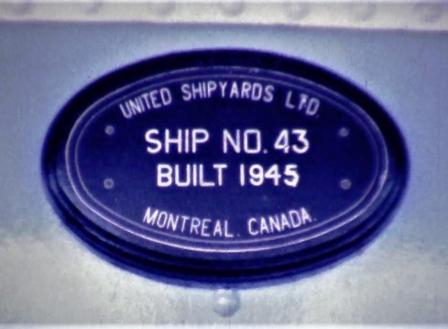 UNITED SHIPYARDS LTD.
SHIP NO. 43
BUILT 1945
MONTREAL. CANADA.